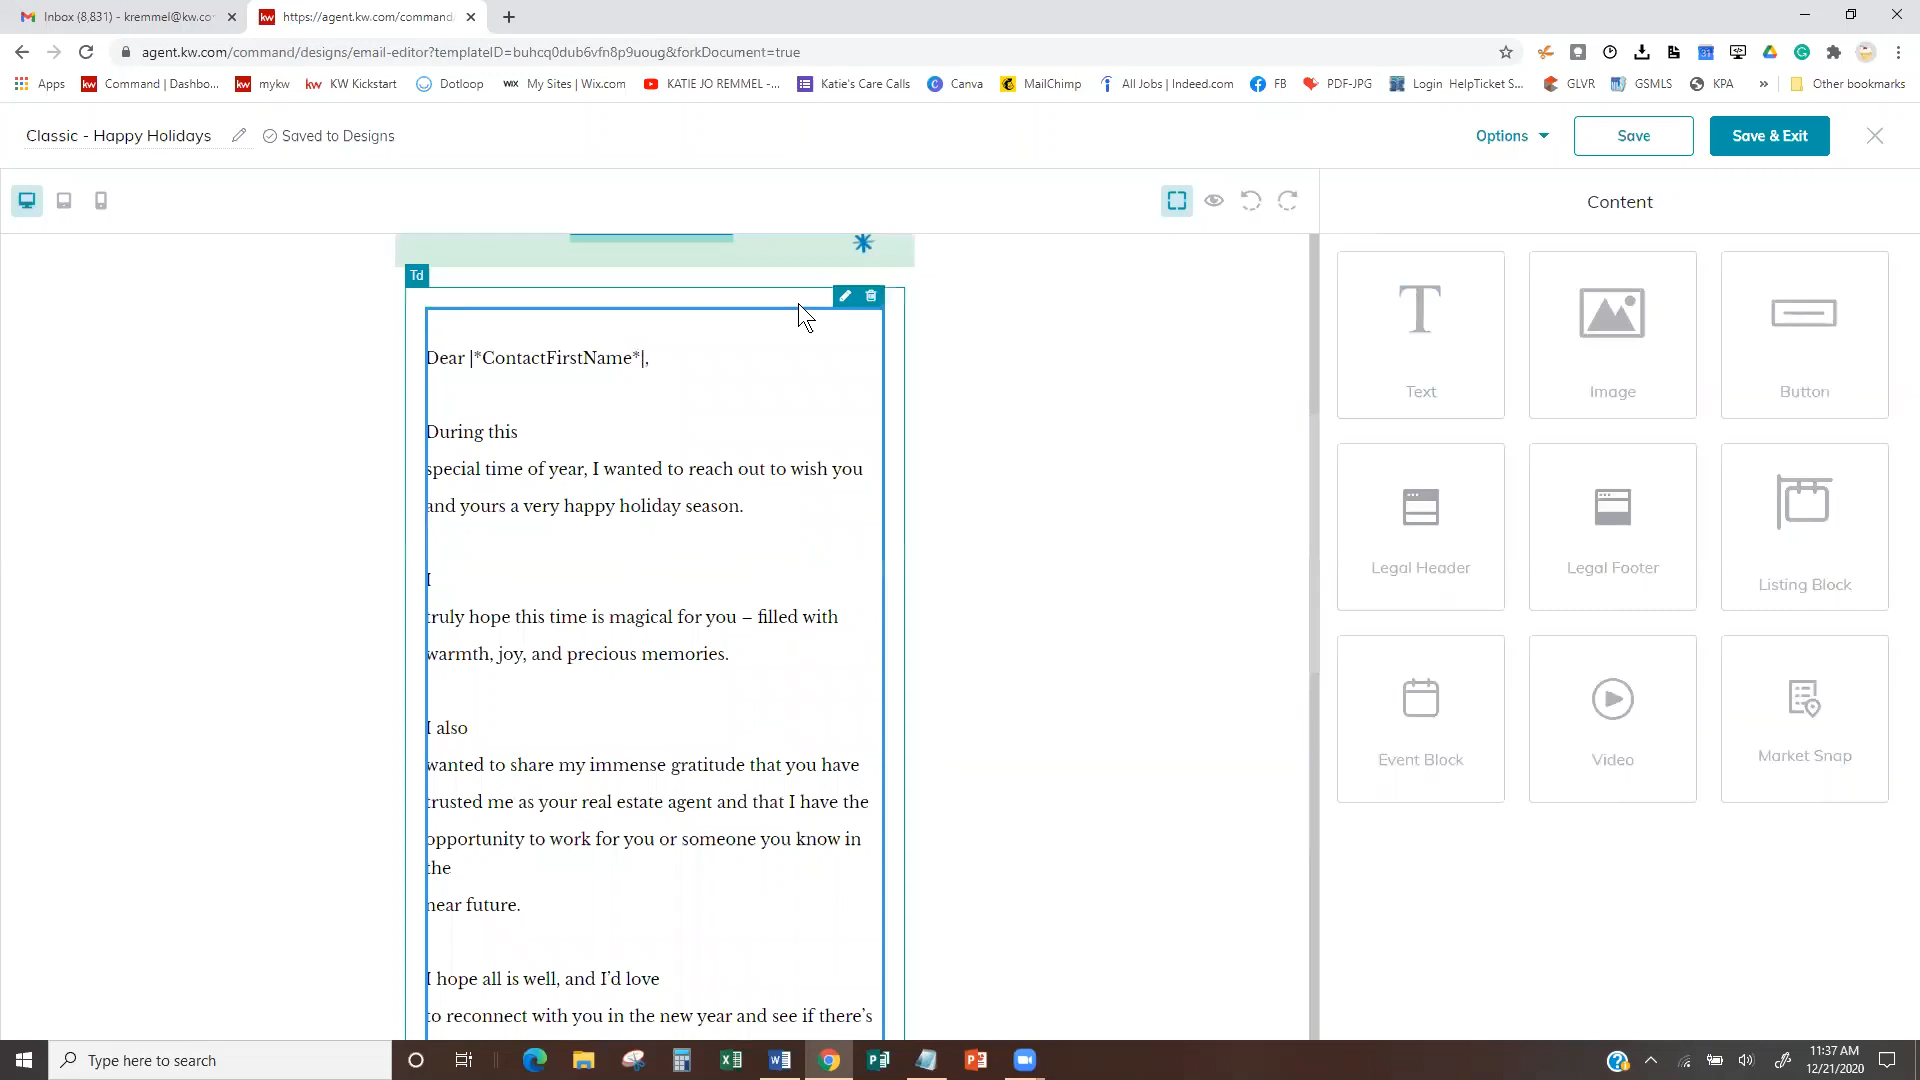 Inbox (8,831) - kremmel@kw.co
https://agent.kw.com/command/
agent.kw.com/command/designs/email-editor?templateID=buhcq0dub6vfn8p9uoug&forkDocument=true
Apps
Command | Dashbo...
mykw
KW Kickstart
Dotloop
My Sites | Wix.com
KATIE JO REMMEL -...
Katie's Care Calls
Canva
MailChimp
All Jobs | Indeed.com
FB
PDF-JPG
Login HelpTicket S...
GLVR
GSMLS
KPA
»
Other bookmarks
Classic - Happy Holidays
Saved to Designs
Options
Save
Save & Exit
Content
Td
Dear |*ContactFirstName*|,
During this
special time of year, I wanted to reach out to wish you
and yours a very happy holiday season.
I
truly hope this time is magical for you – filled with
warmth, joy, and precious memories.
I also
wanted to share my immense gratitude that you have
trusted me as your real estate agent and that I have the
opportunity to work for you or someone you know in
the
near future.
I hope all is well, and I’d love
to reconnect with you in the new year and see if there’s
Text
Image
Button
Legal Header
Legal Footer
Listing Block
Event Block
Video
Market Snap
Type here to search
11:37 AM
12/21/2020